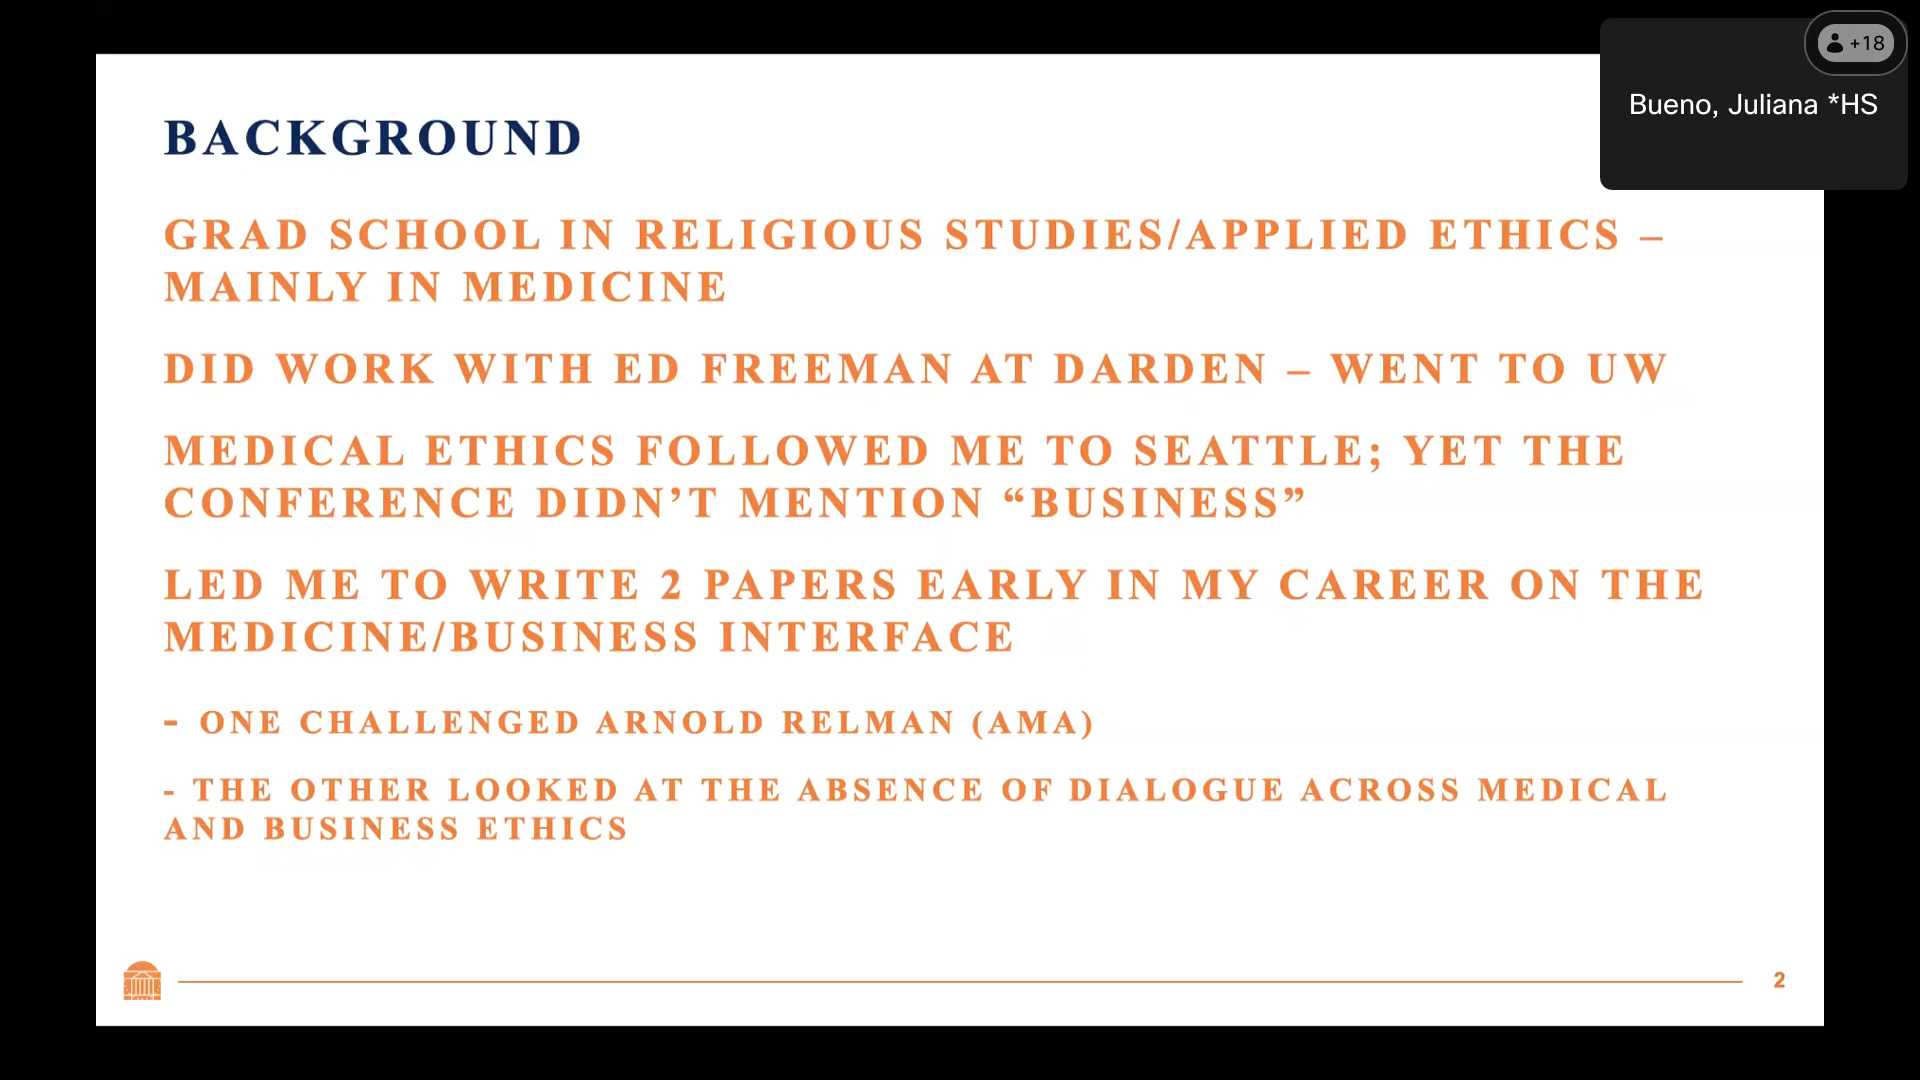 +18
Bueno, Juliana *HS
BACKGROUND
GRAD SCHOOL IN RELIGIOUS STUDIES/APPLIED ETHICS –
MAINLY IN MEDICINE
DID WORK WITH ED FREEMAN AT DARDEN – WENT TO UW
MEDICAL ETHICS FOLLOWED ME TO SEATTLE; YET THE
CONFERENCE DIDN’T MENTION “BUSINESS”
LED ME TO WRITE 2 PAPERS EARLY IN MY CAREER ON THE
MEDICINE/BUSINESS INTERFACE
- ONE CHALLENGED ARNOLD RELMAN (AMA)
- THE OTHER LOOKED AT THE ABSENCE OF DIALOGUE ACROSS MEDICAL
AND BUSINESS ETHICS
2